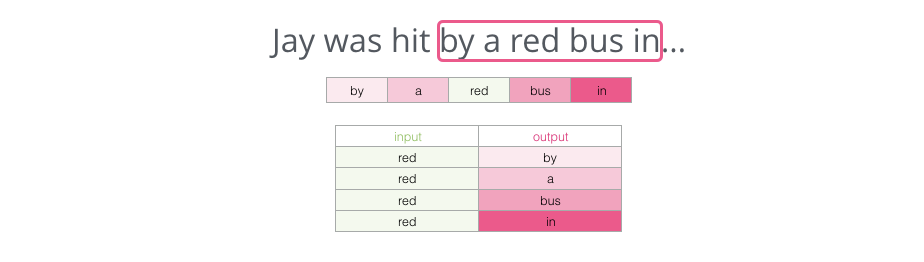 Jay was hit by a red bus in...
by a red bus in
input output
red by
red a
red bus
red in